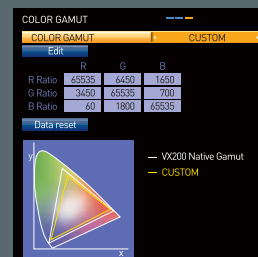 COLOR GAMUT
COLOR GAMUT CUSTOM
Edit
R G B
R Ratio 65535 6450 1650
G Ratio 3450 65535 700
B Ratio 60 1800 65535
Data reset
y
VX200 Native Gamut
CUSTOM
x